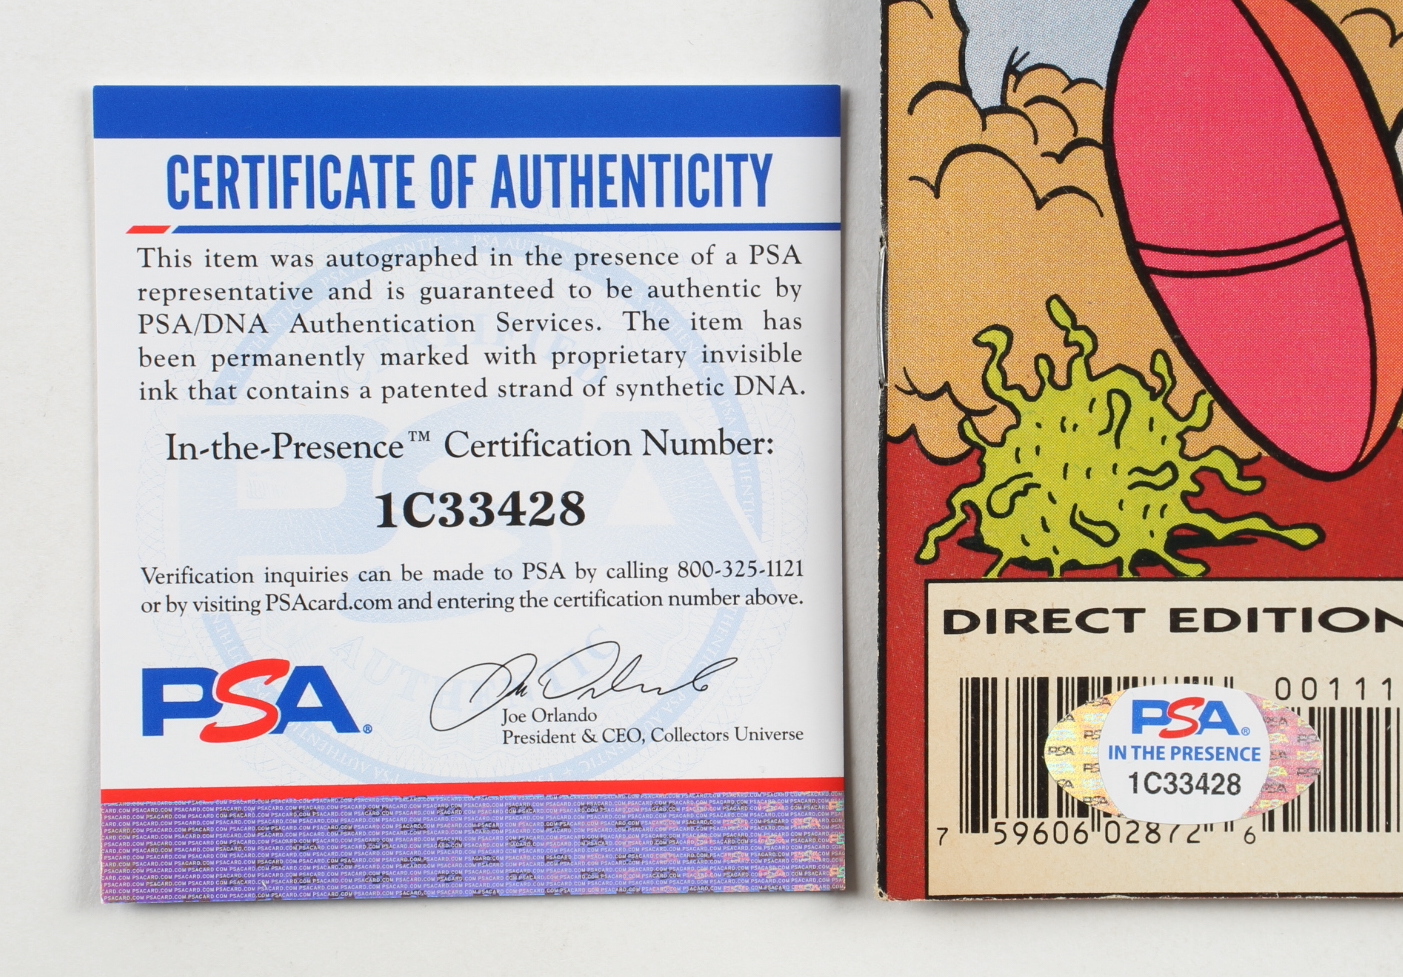 CERTIFICATE OF AUTHENTICITY
This item was autographed in the presence of a PSA
representative and is guaranteed to be authentic by
PSA/DNA Authentication Services. The item has
been permanently marked with proprietary invisible
ink that contains a patented strand of synthetic DNA.
In-the-Presence™ Certification Number:
1C33428
Verification inquiries can be made to PSA by calling 800-325-1121
or by visiting PSAcard.com and entering the certification number above.
PSA®
Joe Orlando
President & CEO, Collectors Universe
DIRECT EDITION
00111
PSA®
IN THE PRESENCE
1C33428
7 59606 02872 6